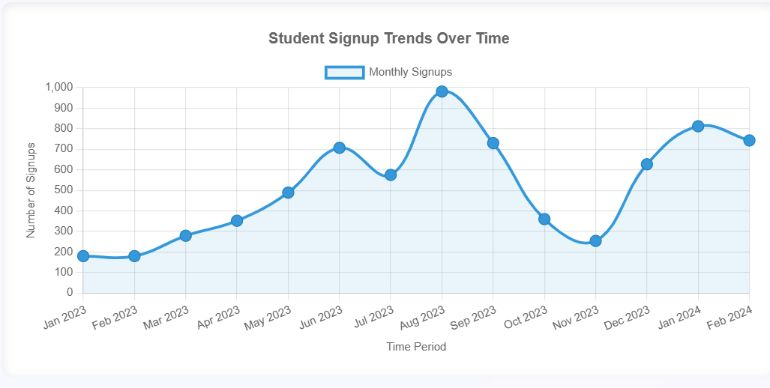 Student Signup Trends Over Time
Monthly Signups
1,000
900
800
700
600
500
400
300
200
100
0
Number of Signups
Jan 2023
Feb 2023
Mar 2023
Apr 2023
May 2023
Jun 2023
Jul 2023
Aug 2023
Sep 2023
Oct 2023
Nov 2023
Dec 2023
Jan 2024
Feb 2024
Time Period